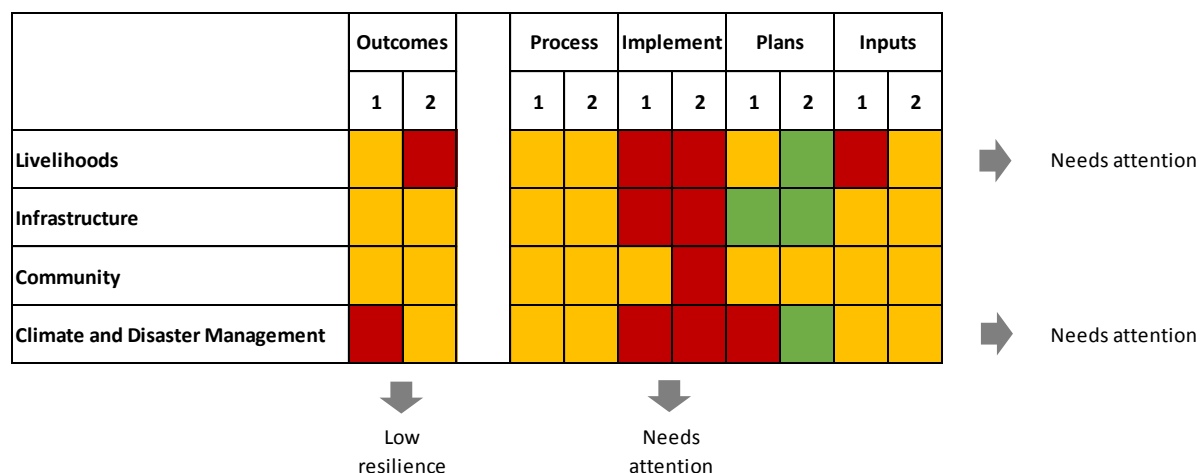 Outcomes Process Implement Plans Inputs
1 2 1 2 1 2 1 2 1 2
Livelihoods Needs attention
Infrastructure
Community
Climate and Disaster Management Needs attention
Low Needs
resilience attention